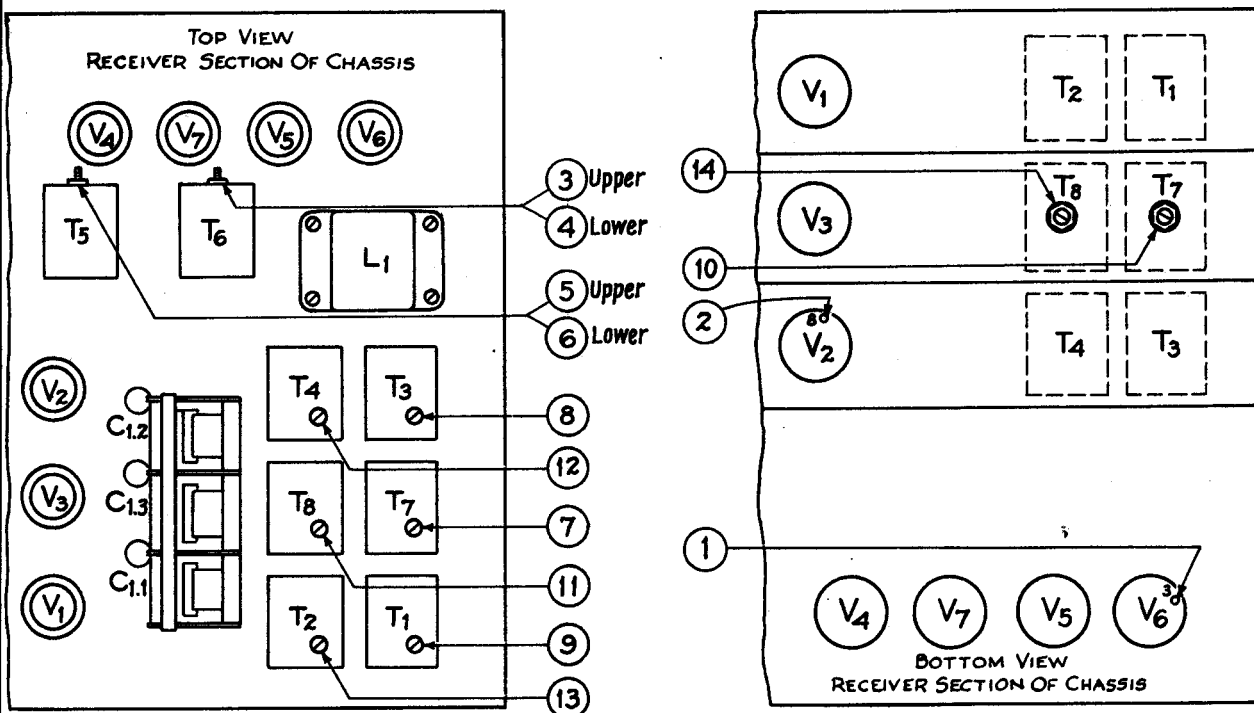 TOP VIEW
RECEIVER SECTION OF CHASSIS
V4 V7 V5 V6
T5 T6 L1
3 Upper
4 Lower
5 Upper
6 Lower
V2
C1.2
T4 T3
8
12
V3
C1.3
T8 T7
7
11
V1
C1.1
T2 T1
9
13
V1 T2 T1
14
V3 T8 T7
10
2
8
V2 T4 T3
1
3
V4 V7 V5 V6
BOTTOM VIEW
RECEIVER SECTION OF CHASSIS